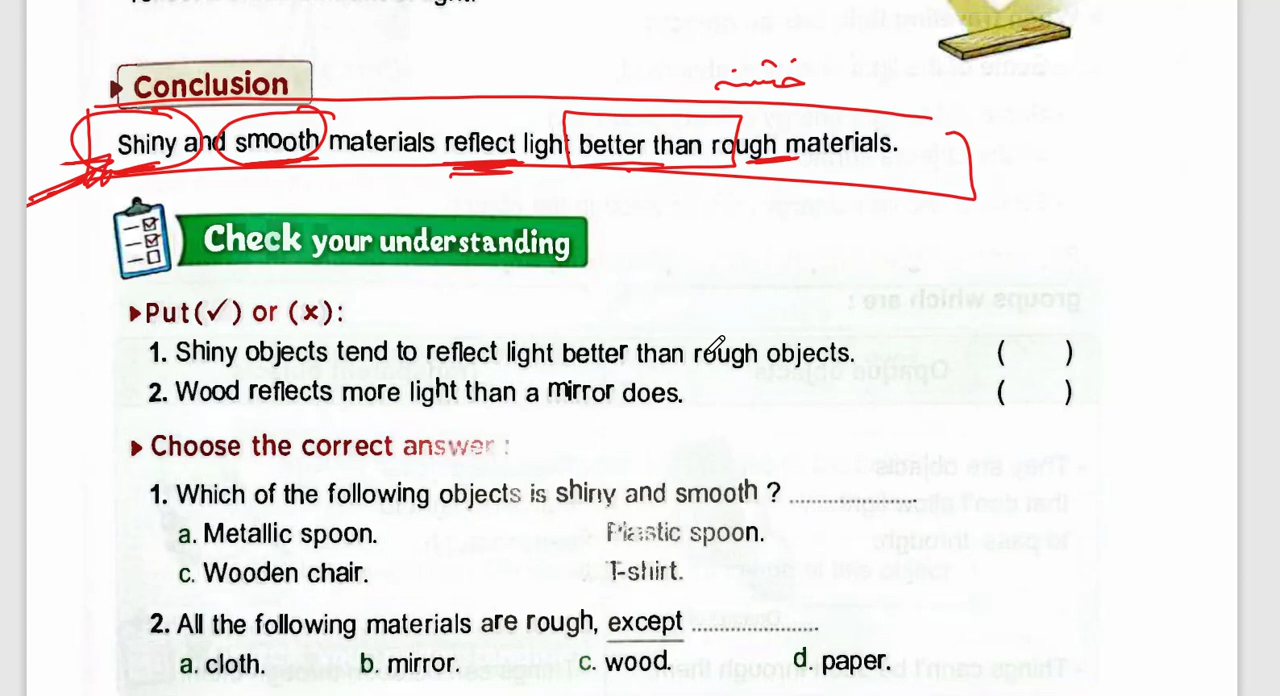 Conclusion
خشنة
Shiny and smooth materials reflect light better than rough materials.
Check your understanding
Put (✓) or (×):
1. Shiny objects tend to reflect light better than rough objects. ( )
2. Wood reflects more light than a mirror does. ( )
Choose the correct answer :
1. Which of the following objects is shiny and smooth ? ....................
a. Metallic spoon. Plastic spoon.
c. Wooden chair. T-shirt.
2. All the following materials are rough, except ....................
a. cloth. b. mirror. c. wood. d. paper.